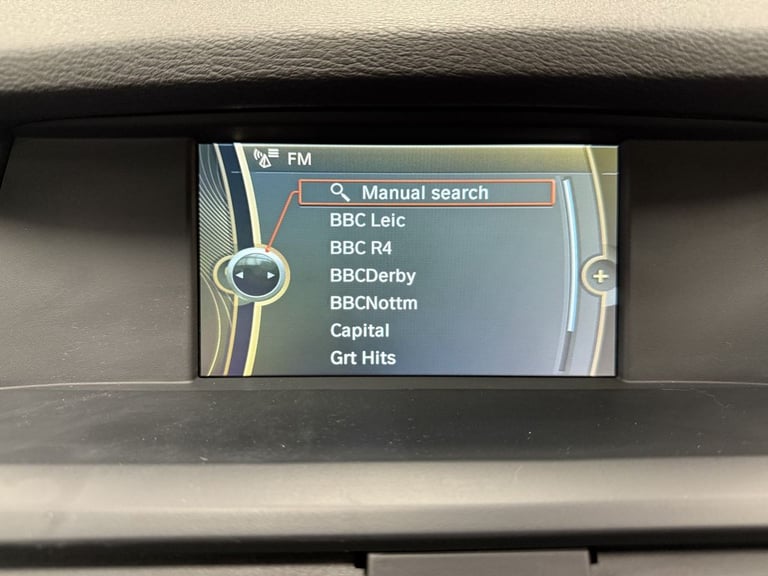 FM
Manual search
BBC Leic
BBC R4
BBCDerby
BBCNottm
Capital
Grt Hits